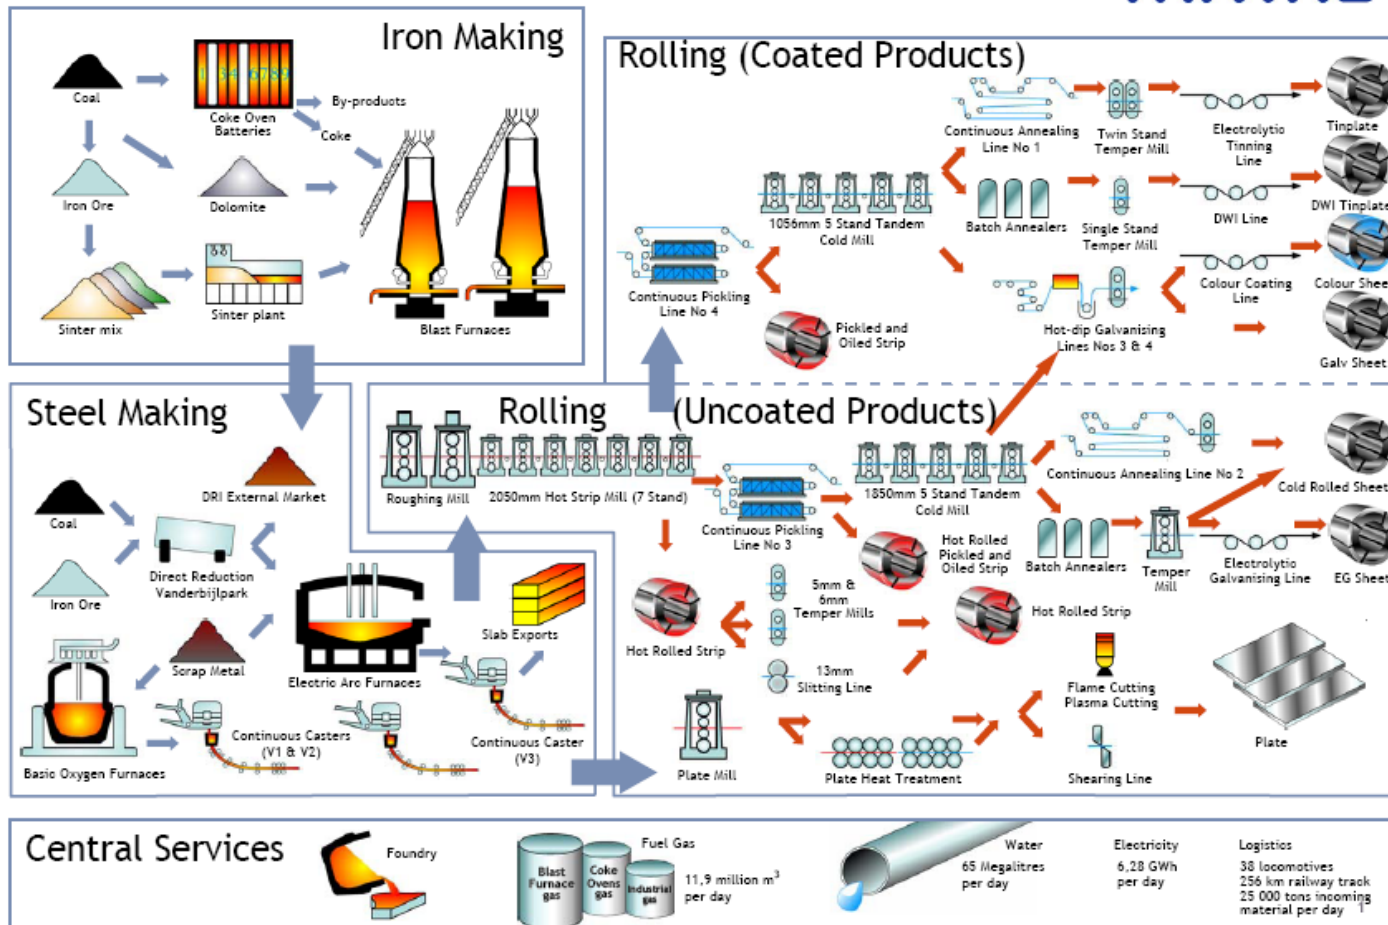 Iron Making
Coal
Coke Oven
Batteries
By-products
Coke
Iron Ore
Dolomite
Sinter mix
Sinter plant
Blast Furnaces
Rolling (Coated Products)
Continuous Annealing
Line No 1
Twin Stand
Temper Mill
Electrolytic
Tinning
Line
Tinplate
1056mm 5 Stand Tandem
Cold Mill
Batch Annealers
Single Stand
Temper Mill
DWI Line
DWI Tinplate
Continuous Pickling
Line No 4
Pickled and
Oiled Strip
Hot-dip Galvanising
Lines Nos 3 & 4
Colour Coating
Line
Colour Sheet
Galv Sheet
Steel Making
DRI External Market
Coal
Direct Reduction
Vanderbijlpark
Iron Ore
Scrap Metal
Electric Arc Furnaces
Slab Exports
Basic Oxygen Furnaces
Continuous Casters
(V1 & V2)
Continuous Caster
(V3)
Rolling (Uncoated Products)
Roughing Mill
2050mm Hot Strip Mill (7 Stand)
Continuous Pickling
Line No 3
1850mm 5 Stand Tandem
Cold Mill
Continuous Annealing Line No 2
Cold Rolled Sheet
Hot Rolled
Pickled and
Oiled Strip
Batch Annealers
Temper
Mill
Electrolytic
Galvanising Line
EG Sheet
Hot Rolled Strip
5mm &
6mm
Temper Mills
13mm
Slitting Line
Hot Rolled Strip
Plate Mill
Plate Heat Treatment
Flame Cutting
Plasma Cutting
Shearing Line
Plate
Central Services
Foundry
Fuel Gas
Blast
Furnace
gas
Coke
Ovens
gas
Industrial
gas
11,9 million m³
per day
Water
65 Megalitres
per day
Electricity
6,28 GWh
per day
Logistics
38 locomotives
256 km railway track
25 000 tons incoming
material per day
1